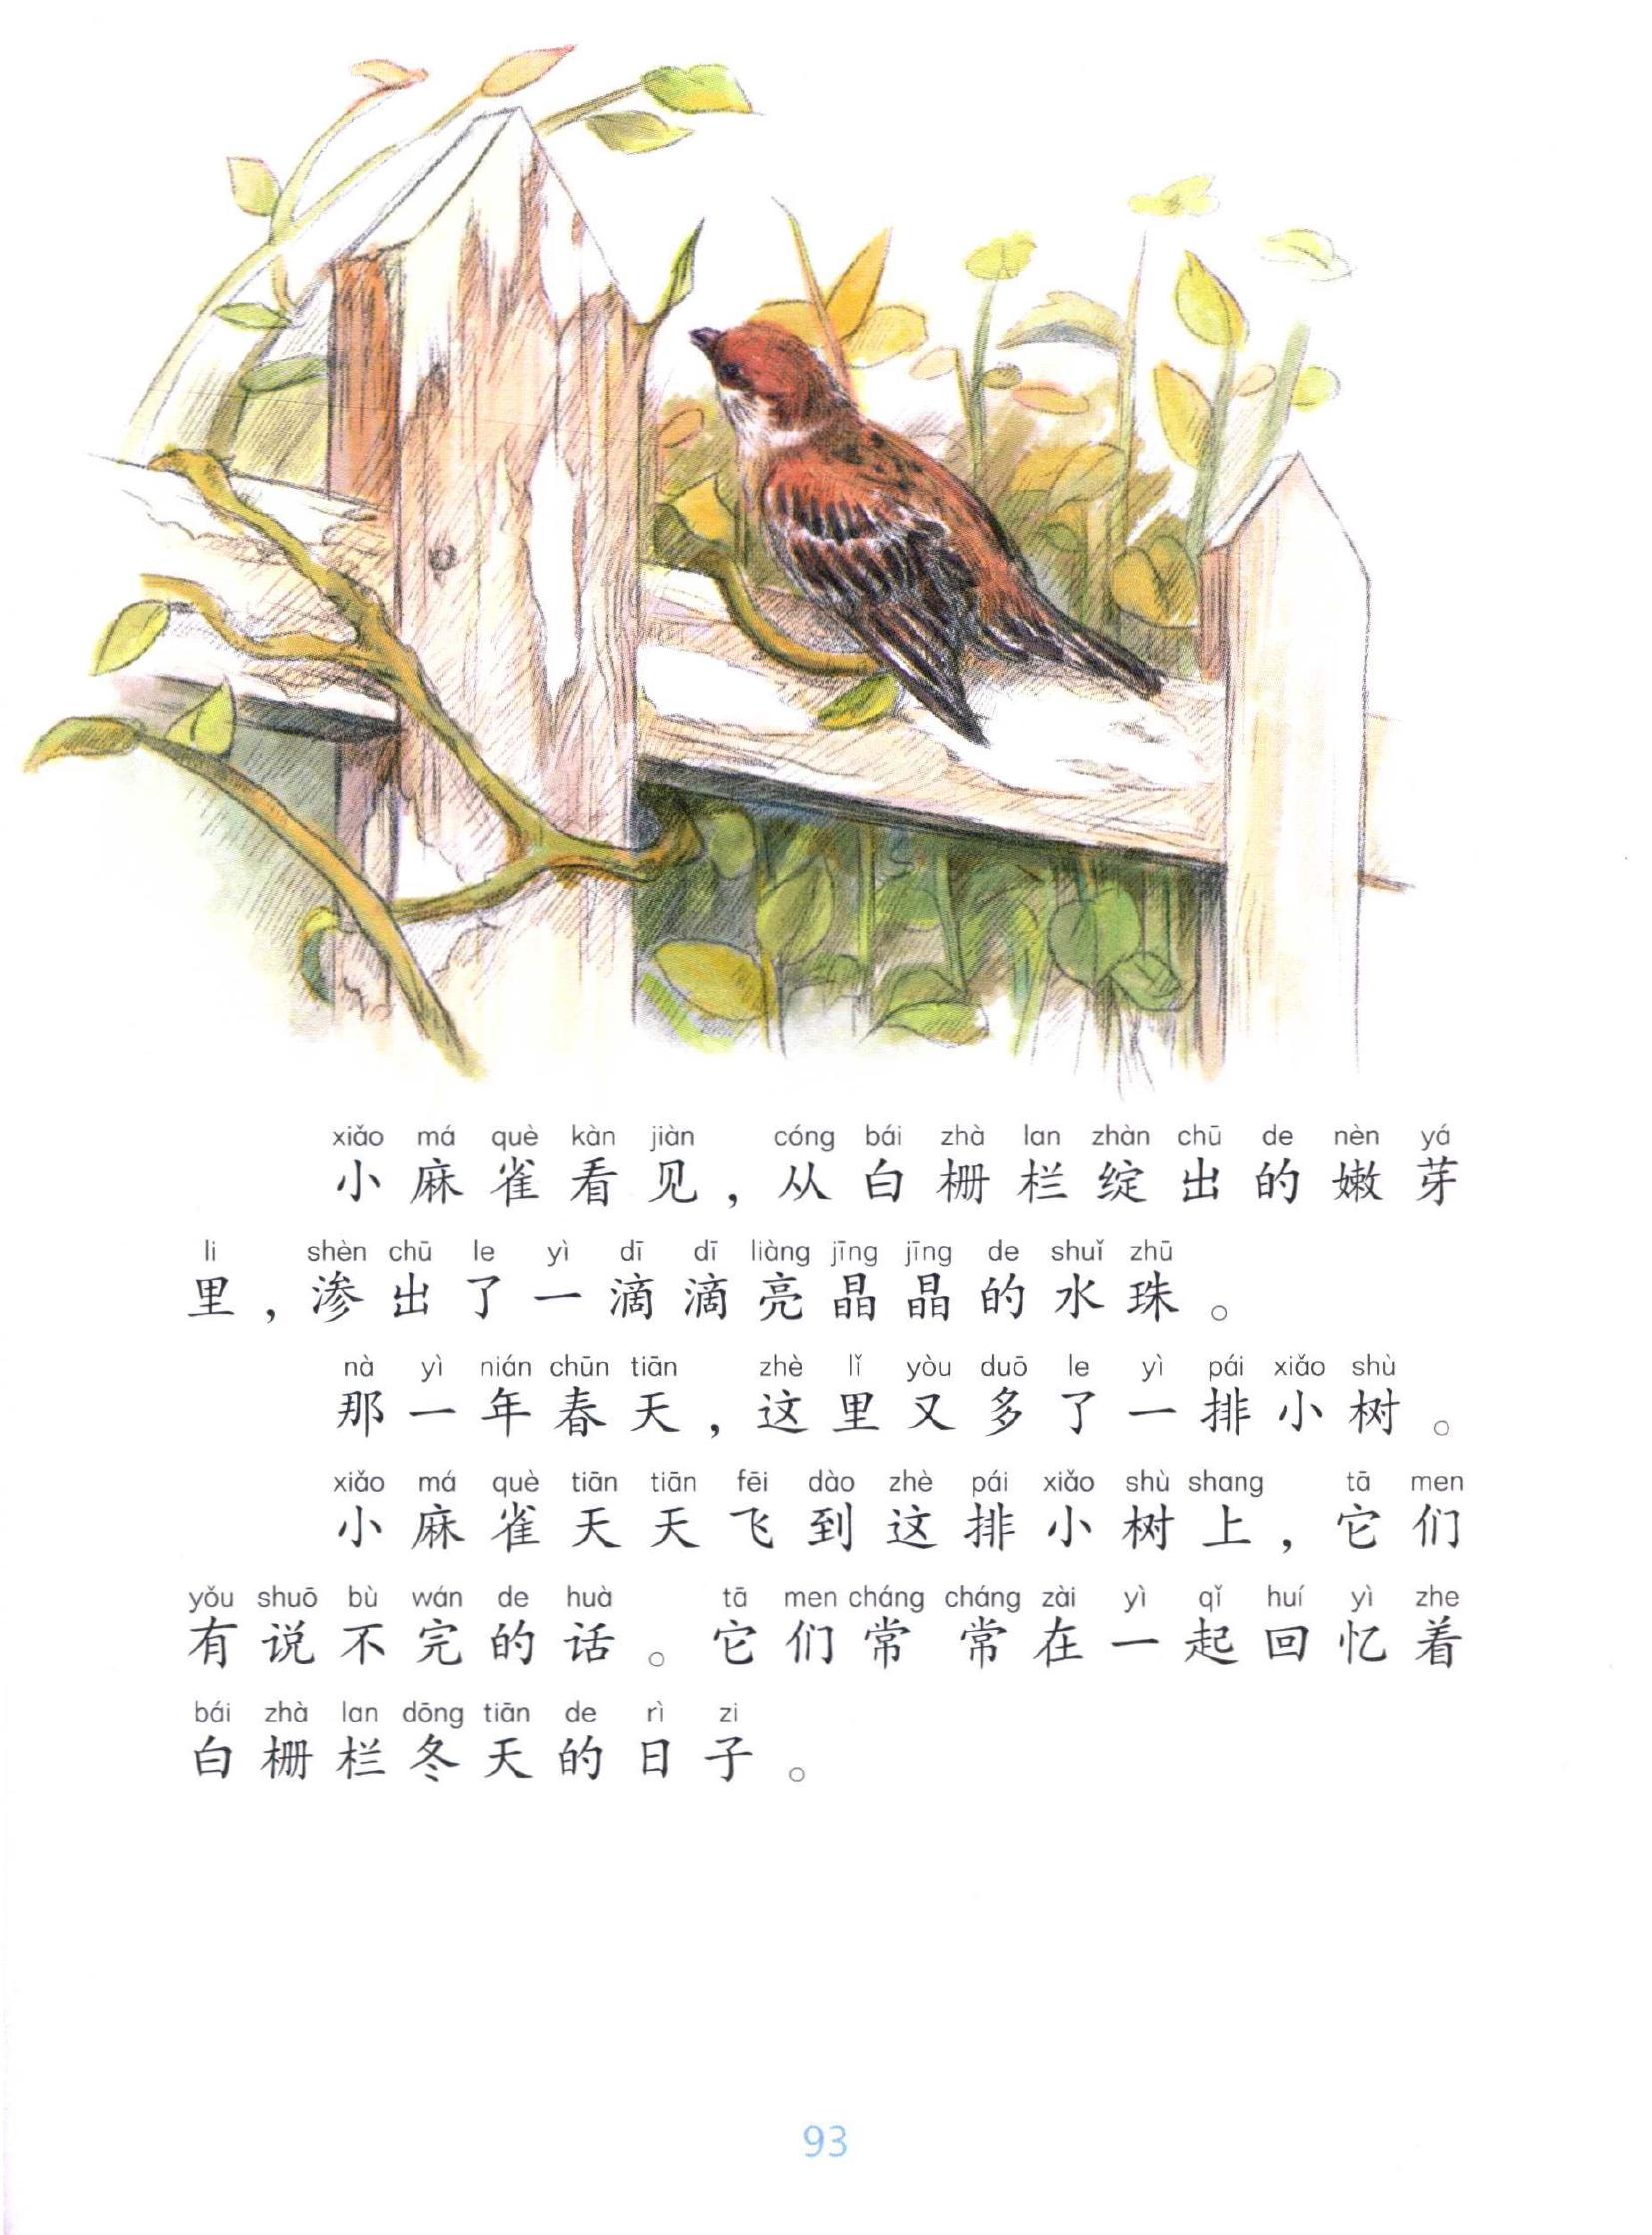 xiǎo má què kàn jiàn cóng bái zhà lan zhàn chū de nèn yá
小麻雀看见，从白栅栏绽出的嫩芽
li shèn chū le yì dī dī liàng jīng jīng de shuǐ zhū
里，渗出了一滴滴亮晶晶的水珠。
nà yì nián chūn tiān zhè lǐ yòu duō le yì pái xiǎo shù
那一年春天，这里又多了一排小树。
xiǎo má què tiān tiān fēi dào zhè pái xiǎo shù shang tā men
小麻雀天天飞到这排小树上，它们
yǒu shuō bù wán de huà tā men cháng cháng zài yì qǐ huí yì zhe
有说不完的话。它们常常在一起回忆着
bái zhà lan dōng tiān de rì zi
白栅栏冬天的日子。
93